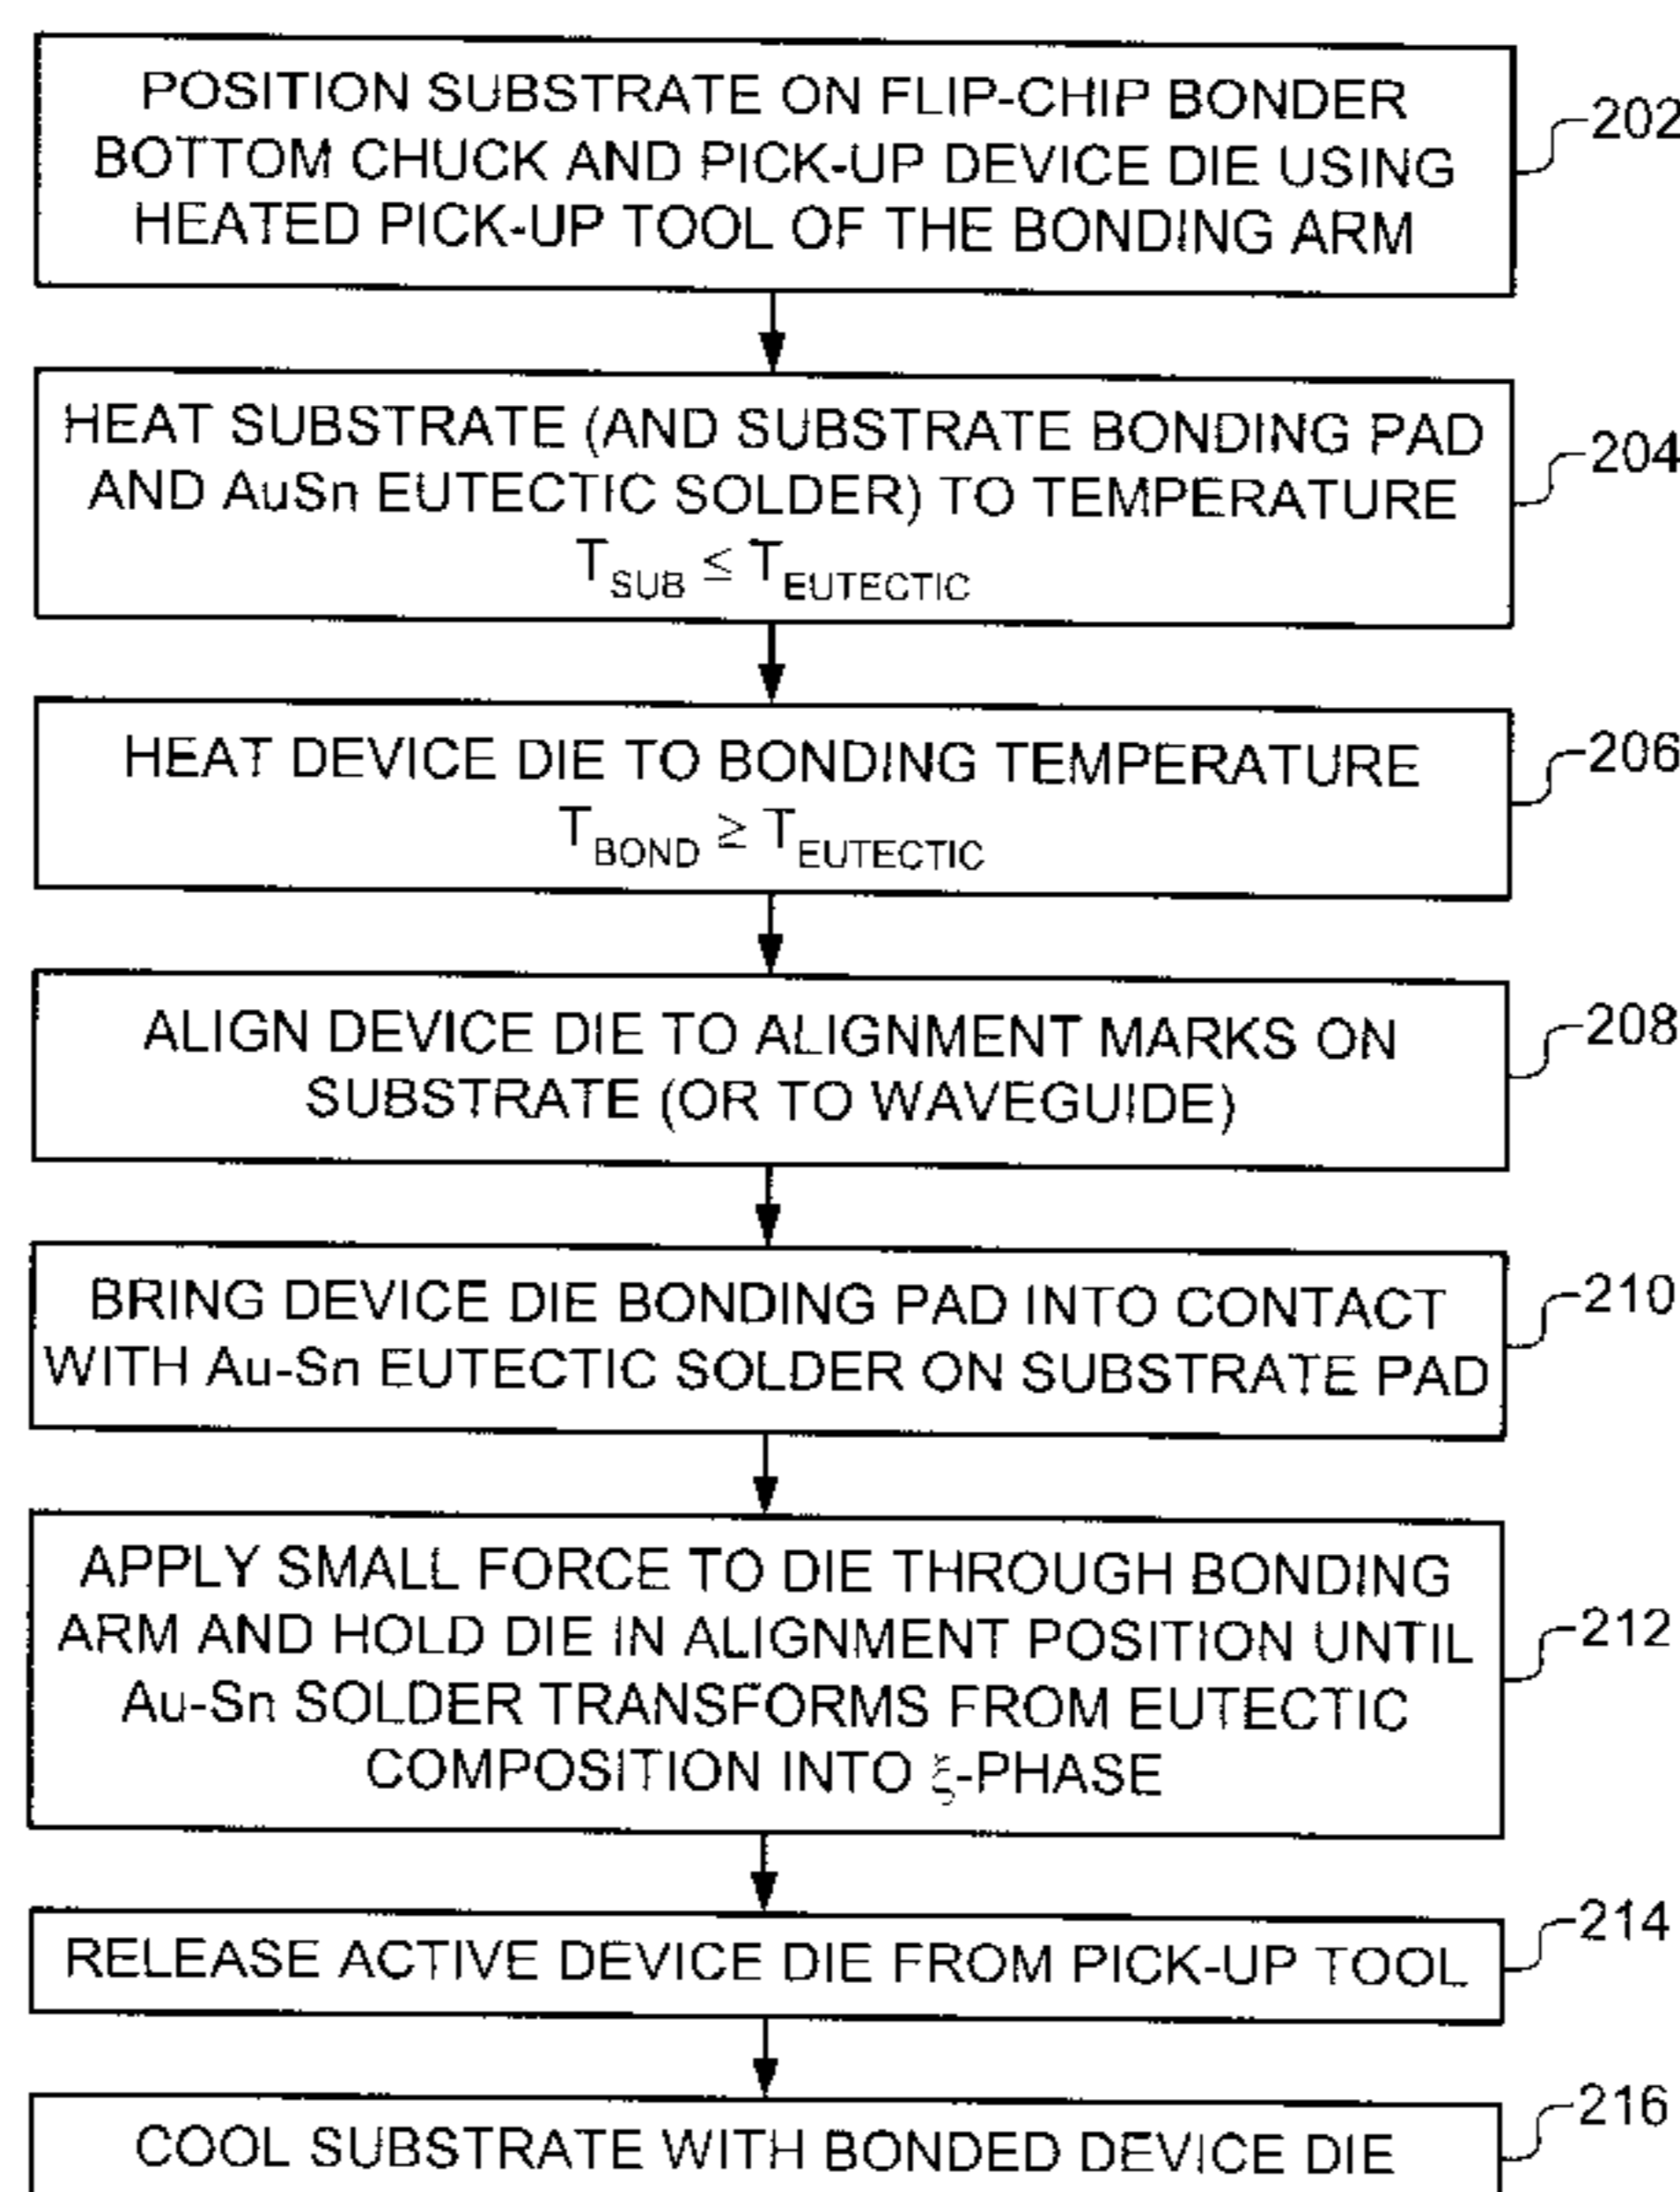 POSITION SUBSTRATE ON FLIP-CHIP BONDER
BOTTOM CHUCK AND PICK-UP DEVICE DIE USING
HEATED PICK-UP TOOL OF THE BONDING ARM
202
HEAT SUBSTRATE (AND SUBSTRATE BONDING PAD
AND AuSn EUTECTIC SOLDER) TO TEMPERATURE
T_SUB ≤ T_EUTECTIC
204
HEAT DEVICE DIE TO BONDING TEMPERATURE
T_BOND ≥ T_EUTECTIC
206
ALIGN DEVICE DIE TO ALIGNMENT MARKS ON
SUBSTRATE (OR TO WAVEGUIDE)
208
BRING DEVICE DIE BONDING PAD INTO CONTACT
WITH Au-Sn EUTECTIC SOLDER ON SUBSTRATE PAD
210
APPLY SMALL FORCE TO DIE THROUGH BONDING
ARM AND HOLD DIE IN ALIGNMENT POSITION UNTIL
Au-Sn SOLDER TRANSFORMS FROM EUTECTIC
COMPOSITION INTO ξ-PHASE
212
RELEASE ACTIVE DEVICE DIE FROM PICK-UP TOOL
214
COOL SUBSTRATE WITH BONDED DEVICE DIE
216